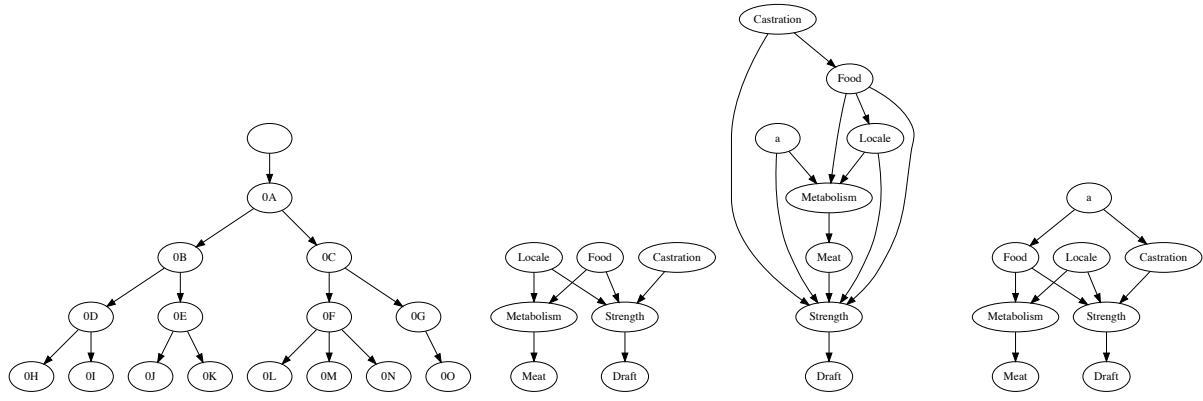 Castration
Food
a
Locale
Metabolism
Meat
Strength
Draft
0A
0B
0C
0D
0E
0F
0G
0H
0I
0J
0K
0L
0M
0N
0O
Locale
Food
Castration
Metabolism
Strength
Meat
Draft
a
Food
Locale
Castration
Metabolism
Strength
Meat
Draft